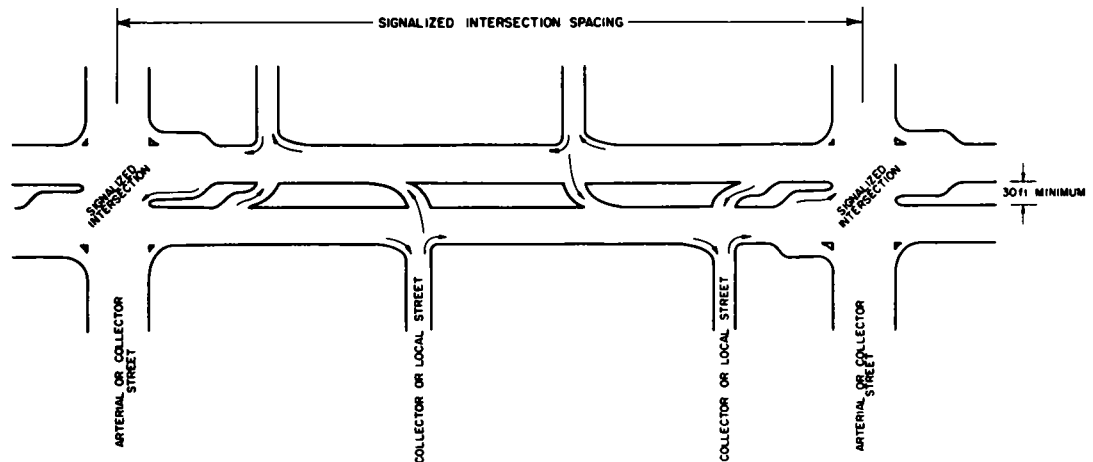 SIGNALIZED INTERSECTION SPACING
SIGNALIZED
INTERSECTION
SIGNALIZED
INTERSECTION
30 ft MINIMUM
ARTERIAL OR COLLECTOR
STREET
COLLECTOR OR LOCAL STREET
COLLECTOR OR LOCAL STREET
ARTERIAL OR COLLECTOR
STREET